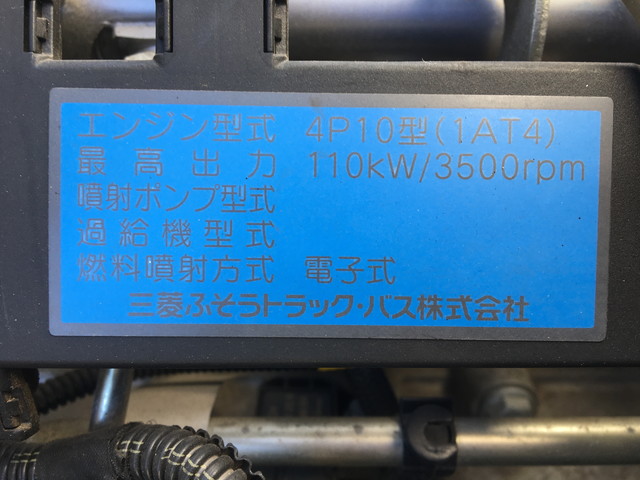 エンジン型式 4P10型(1AT4)
最高出力 110kW/3500rpm
噴射ポンプ型式
過給機型式
燃料噴射方式 電子式
三菱ふそうトラック・バス株式会社